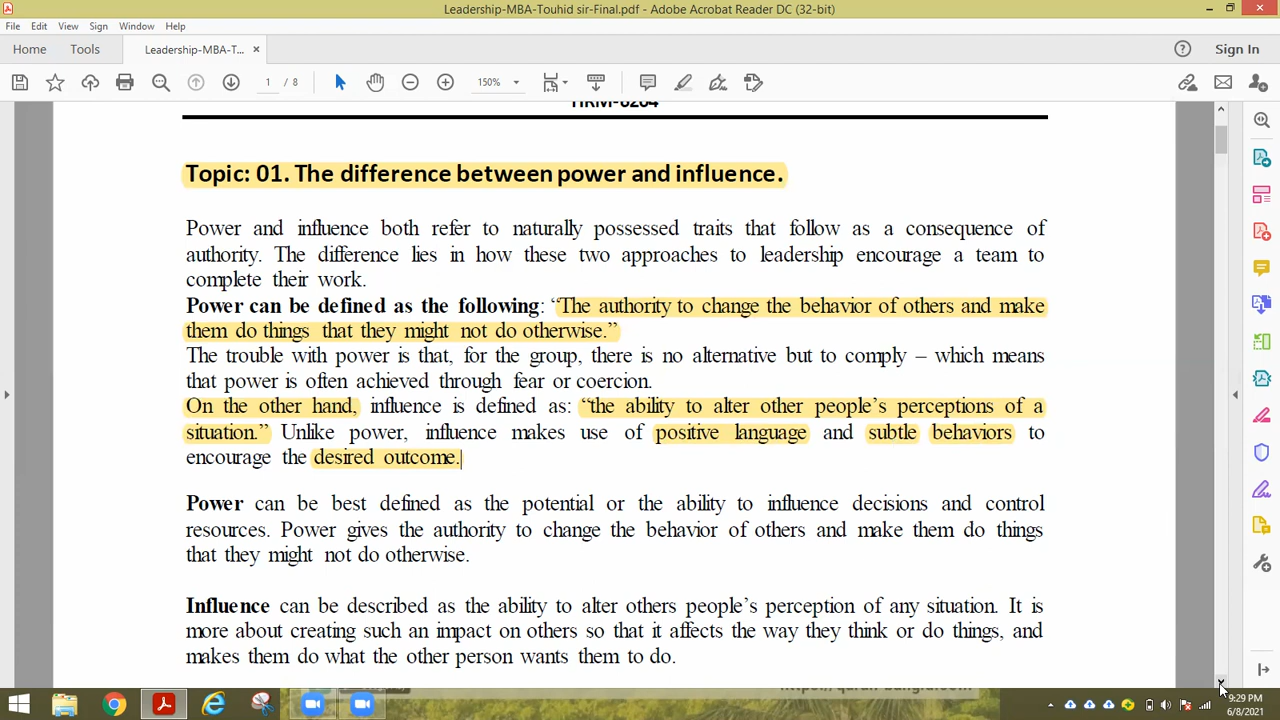 Leadership-MBA-Touhid sir-Final.pdf - Adobe Acrobat Reader DC (32-bit)
File Edit View Sign Window Help
Home Tools Leadership-MBA-T... × Sign In
1 / 8 150%
HRM-8204
Topic: 01. The difference between power and influence.
Power and influence both refer to naturally possessed traits that follow as a consequence of
authority. The difference lies in how these two approaches to leadership encourage a team to
complete their work.
Power can be defined as the following: “The authority to change the behavior of others and make
them do things that they might not do otherwise.”
The trouble with power is that, for the group, there is no alternative but to comply – which means
that power is often achieved through fear or coercion.
On the other hand, influence is defined as: “the ability to alter other people’s perceptions of a
situation.” Unlike power, influence makes use of positive language and subtle behaviors to
encourage the desired outcome.
Power can be best defined as the potential or the ability to influence decisions and control
resources. Power gives the authority to change the behavior of others and make them do things
that they might not do otherwise.
Influence can be described as the ability to alter others people’s perception of any situation. It is
more about creating such an impact on others so that it affects the way they think or do things, and
makes them do what the other person wants them to do.
9:29 PM
6/8/2021